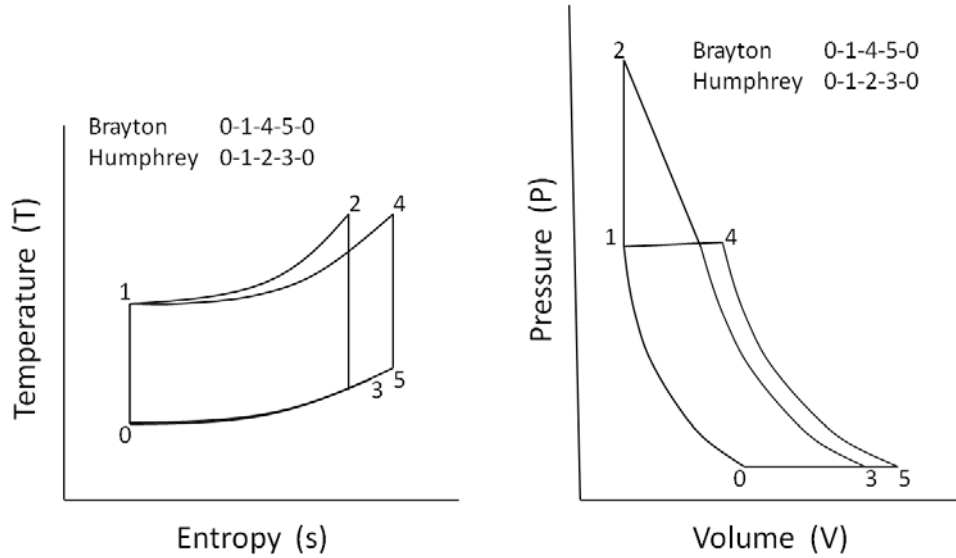 Brayton 0-1-4-5-0
Humphrey 0-1-2-3-0
Temperature (T)
2
4
1
3
5
0
Entropy (s)
Brayton 0-1-4-5-0
Humphrey 0-1-2-3-0
Pressure (P)
2
1
4
0
3
5
Volume (V)